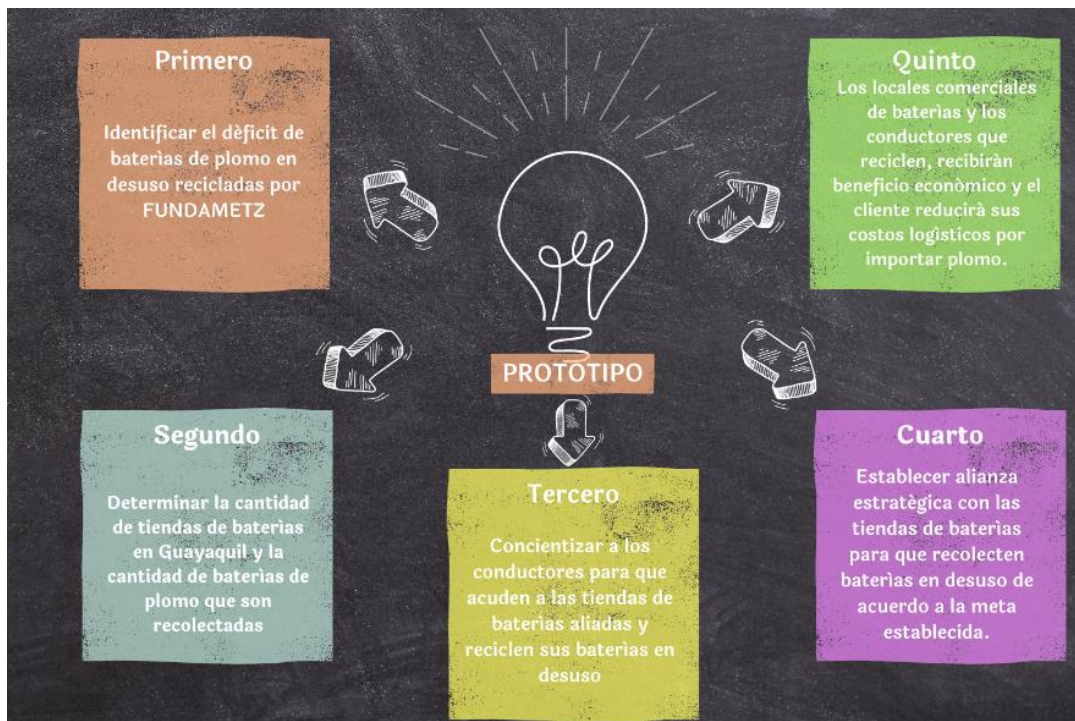 Primero
Identificar el dèficit de
baterìas de plomo en
desuso recicladas por
FUNDAMETZ
Segundo
Determinar la cantidad
de tiendas de baterìas
en Guayaquil y la
cantidad de baterìas de
plomo que son
recolectadas
PROTOTIPO
Tercero
Concientizar a los
conductores para que
acuden a las tiendas de
baterìas aliadas y
reciclen sus baterìas en
desuso
Cuarto
Establecer alianza
estratègica con las
tiendas de baterìas
para que recolecten
baterìas en desuso de
acuerdo a la meta
establecida.
Quinto
Los locales comerciales
de baterìas y los
conductores que
reciclen, recibiràn
beneficio econòmico y el
cliente reducirà sus
costos logìsticos por
importar plomo.